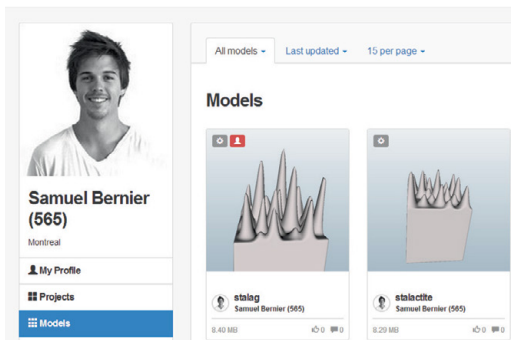 All models
Last updated
15 per page
Models
stalag
Samuel Bernier (565)
8.40 MB
0
0
stalactite
Samuel Bernier (565)
8.29 MB
0
0
Samuel Bernier
(565)
Montreal
My Profile
Projects
Models